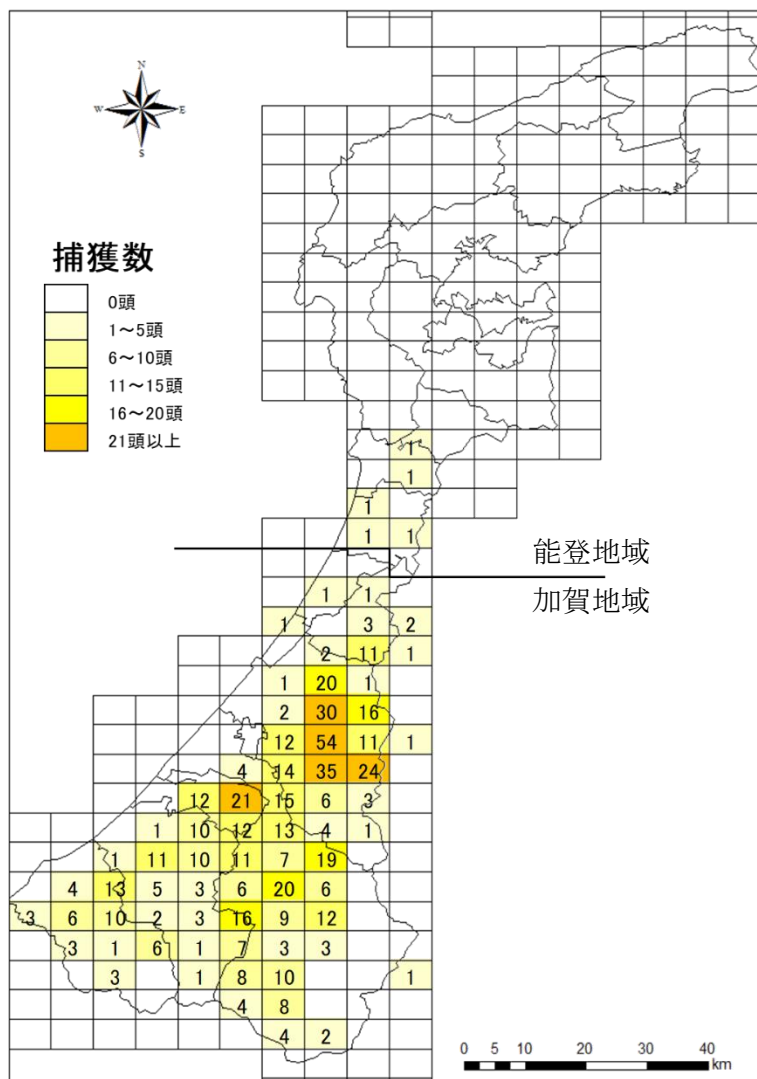 N
W E
S
捕獲数
0頭
1～5頭
6～10頭
11～15頭
16～20頭
21頭以上
1
1
1
1 1
能登地域
加賀地域
1 1
1 3 2
2 11 1
1 20 1
2 30 16
12 54 11 1
4 14 35 24
12 21 15 6 3
1 10 12 13 4 1
1 11 10 11 7 19
4 13 5 3 6 20 6
3 6 10 2 3 16 9 12
3 1 6 1 7 3 3
3 1 8 10 1
4 8
4 2
0 5 10 20 30 40
km